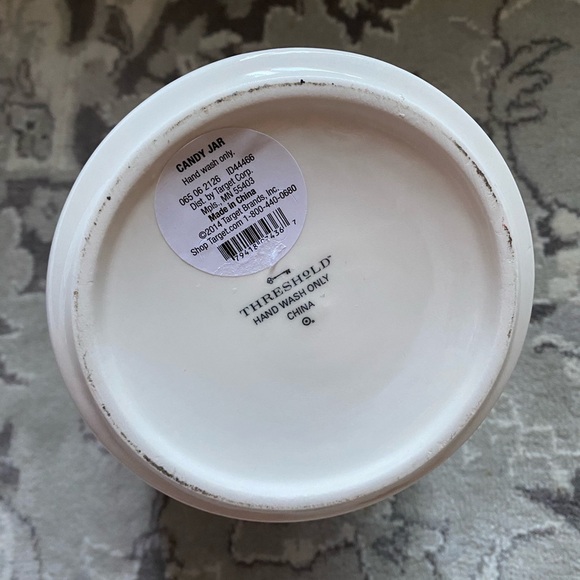 CANDY JAR
Hand wash only.
065 06 2126 ID44466
Dist. by Target Corp.
Mpls., MN 55403
Made in China
©2014 Target Brands, Inc.
Shop Target.com 1-800-440-0680
THRESHOLD™
HAND WASH ONLY
CHINA